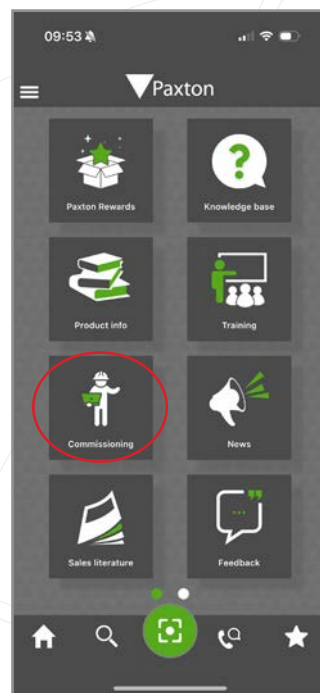 09:53
Paxton
Paxton Rewards
Knowledge base
Product info
Training
Commissioning
News
Sales literature
Feedback